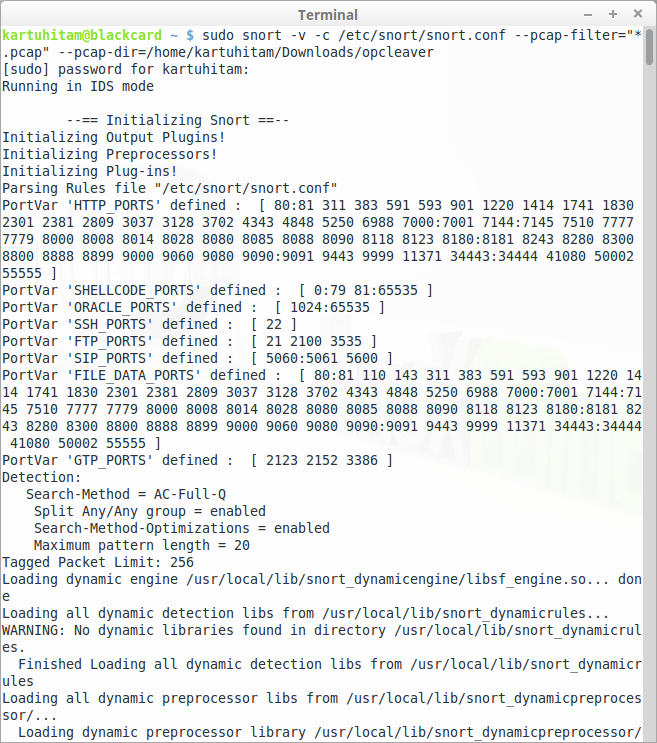 Terminal
kartuhitam@blackcard ~ $ sudo snort -v -c /etc/snort/snort.conf --pcap-filter="*
.pcap" --pcap-dir=/home/kartuhitam/Downloads/opcleaver
[sudo] password for kartuhitam:
Running in IDS mode
--== Initializing Snort ==--
Initializing Output Plugins!
Initializing Preprocessors!
Initializing Plug-ins!
Parsing Rules file "/etc/snort/snort.conf"
PortVar 'HTTP_PORTS' defined :  [ 80:81 311 383 591 593 901 1220 1414 1741 1830
2301 2381 2809 3037 3128 3702 4343 4848 5250 6988 7000:7001 7144:7145 7510 7777
7779 8000 8008 8014 8028 8080 8085 8088 8090 8118 8123 8180:8181 8243 8280 8300
8800 8888 8899 9000 9060 9080 9090:9091 9443 9999 11371 34443:34444 41080 50002
55555 ]
PortVar 'SHELLCODE_PORTS' defined :  [ 0:79 81:65535 ]
PortVar 'ORACLE_PORTS' defined :  [ 1024:65535 ]
PortVar 'SSH_PORTS' defined :  [ 22 ]
PortVar 'FTP_PORTS' defined :  [ 21 2100 3535 ]
PortVar 'SIP_PORTS' defined :  [ 5060:5061 5600 ]
PortVar 'FILE_DATA_PORTS' defined :  [ 80:81 110 143 311 383 591 593 901 1220 14
14 1741 1830 2301 2381 2809 3037 3128 3702 4343 4848 5250 6988 7000:7001 7144:71
45 7510 7777 7779 8000 8008 8014 8028 8080 8085 8088 8090 8118 8123 8180:8181 82
43 8280 8300 8800 8888 8899 9000 9060 9080 9090:9091 9443 9999 11371 34443:34444
41080 50002 55555 ]
PortVar 'GTP_PORTS' defined :  [ 2123 2152 3386 ]
Detection:
Search-Method = AC-Full-Q
Split Any/Any group = enabled
Search-Method-Optimizations = enabled
Maximum pattern length = 20
Tagged Packet Limit: 256
Loading dynamic engine /usr/local/lib/snort_dynamicengine/libsf_engine.so... don
e
Loading all dynamic detection libs from /usr/local/lib/snort_dynamicrules...
WARNING: No dynamic libraries found in directory /usr/local/lib/snort_dynamicrul
es.
Finished Loading all dynamic detection libs from /usr/local/lib/snort_dynamicr
ules
Loading all dynamic preprocessor libs from /usr/local/lib/snort_dynamicpreproces
sor/...
Loading dynamic preprocessor library /usr/local/lib/snort_dynamicpreprocessor/